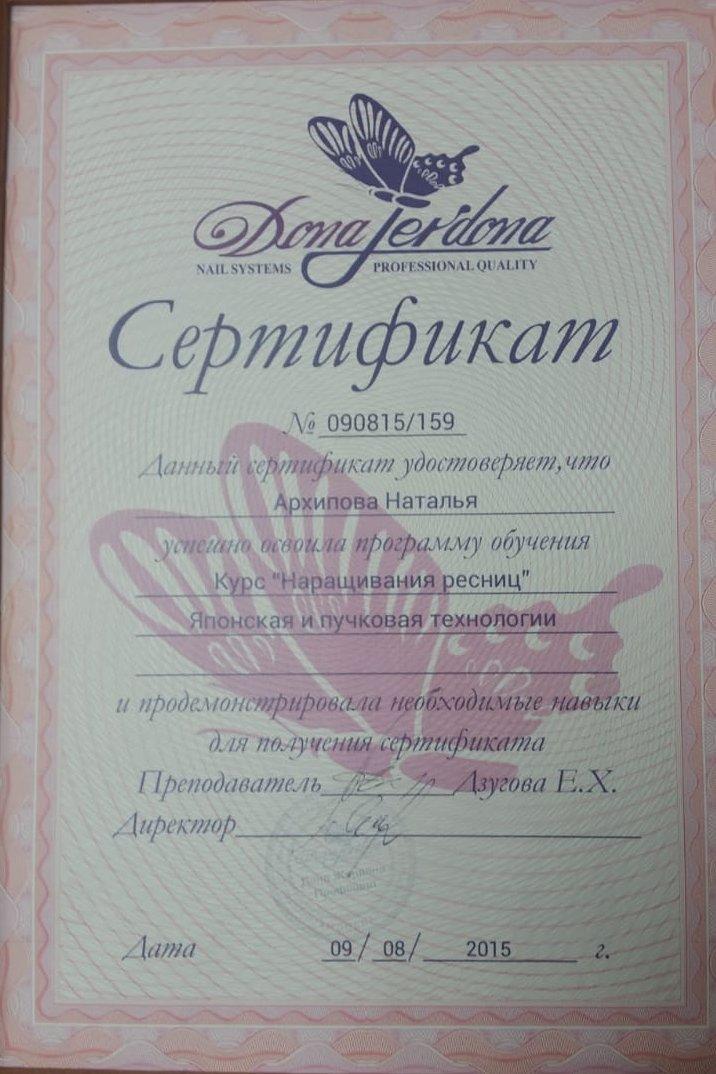 Dona Jerdona
NAIL SYSTEMS PROFESSIONAL QUALITY
Сертификат
№ 090815/159
Данный сертификат удостоверяет,что
Архипова Наталья
успешно освоила программу обучения
Курс "Наращивания ресниц"
Японская и пучковая технологии
и продемонстрировала необходимые навыки
для получения сертификата
Преподаватель Дзугова Е.Х.
Директор
Дата 09/ 08/ 2015 г.